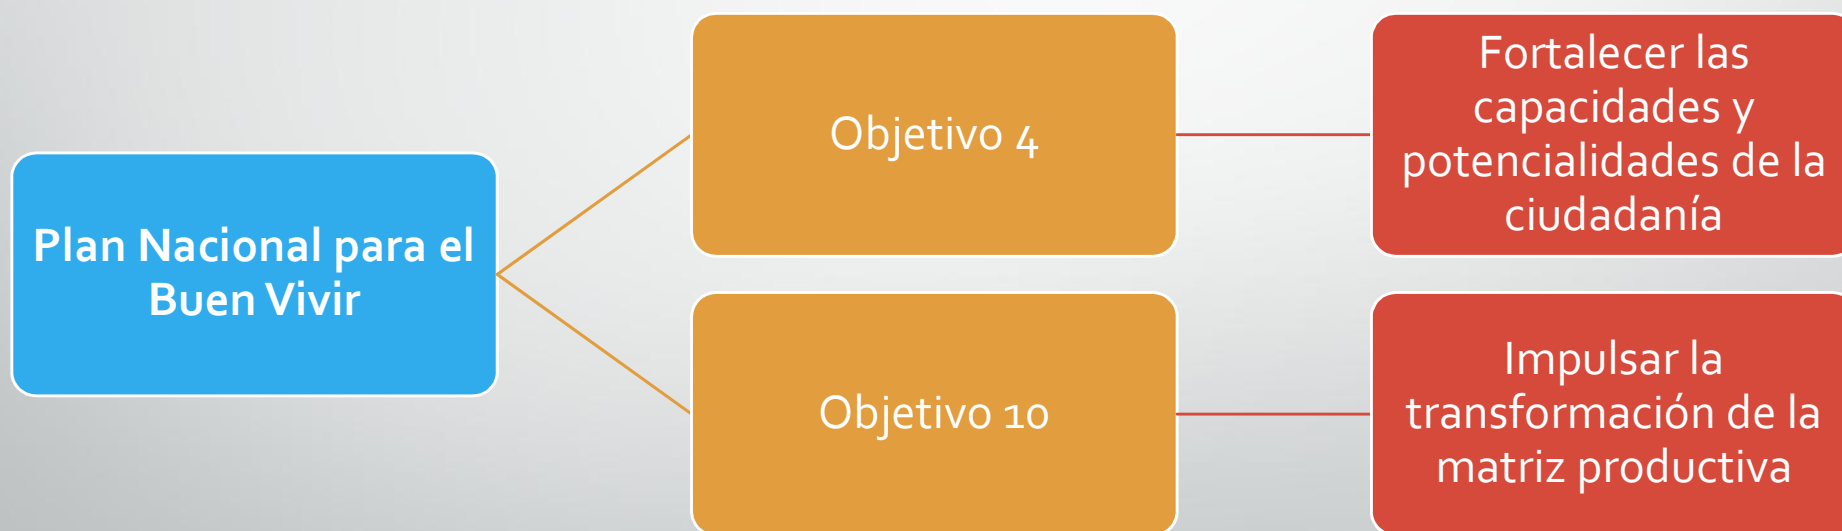 Plan Nacional para el
Buen Vivir
Objetivo 4
Fortalecer las
capacidades y
potencialidades de la
ciudadanía
Objetivo 10
Impulsar la
transformación de la
matriz productiva